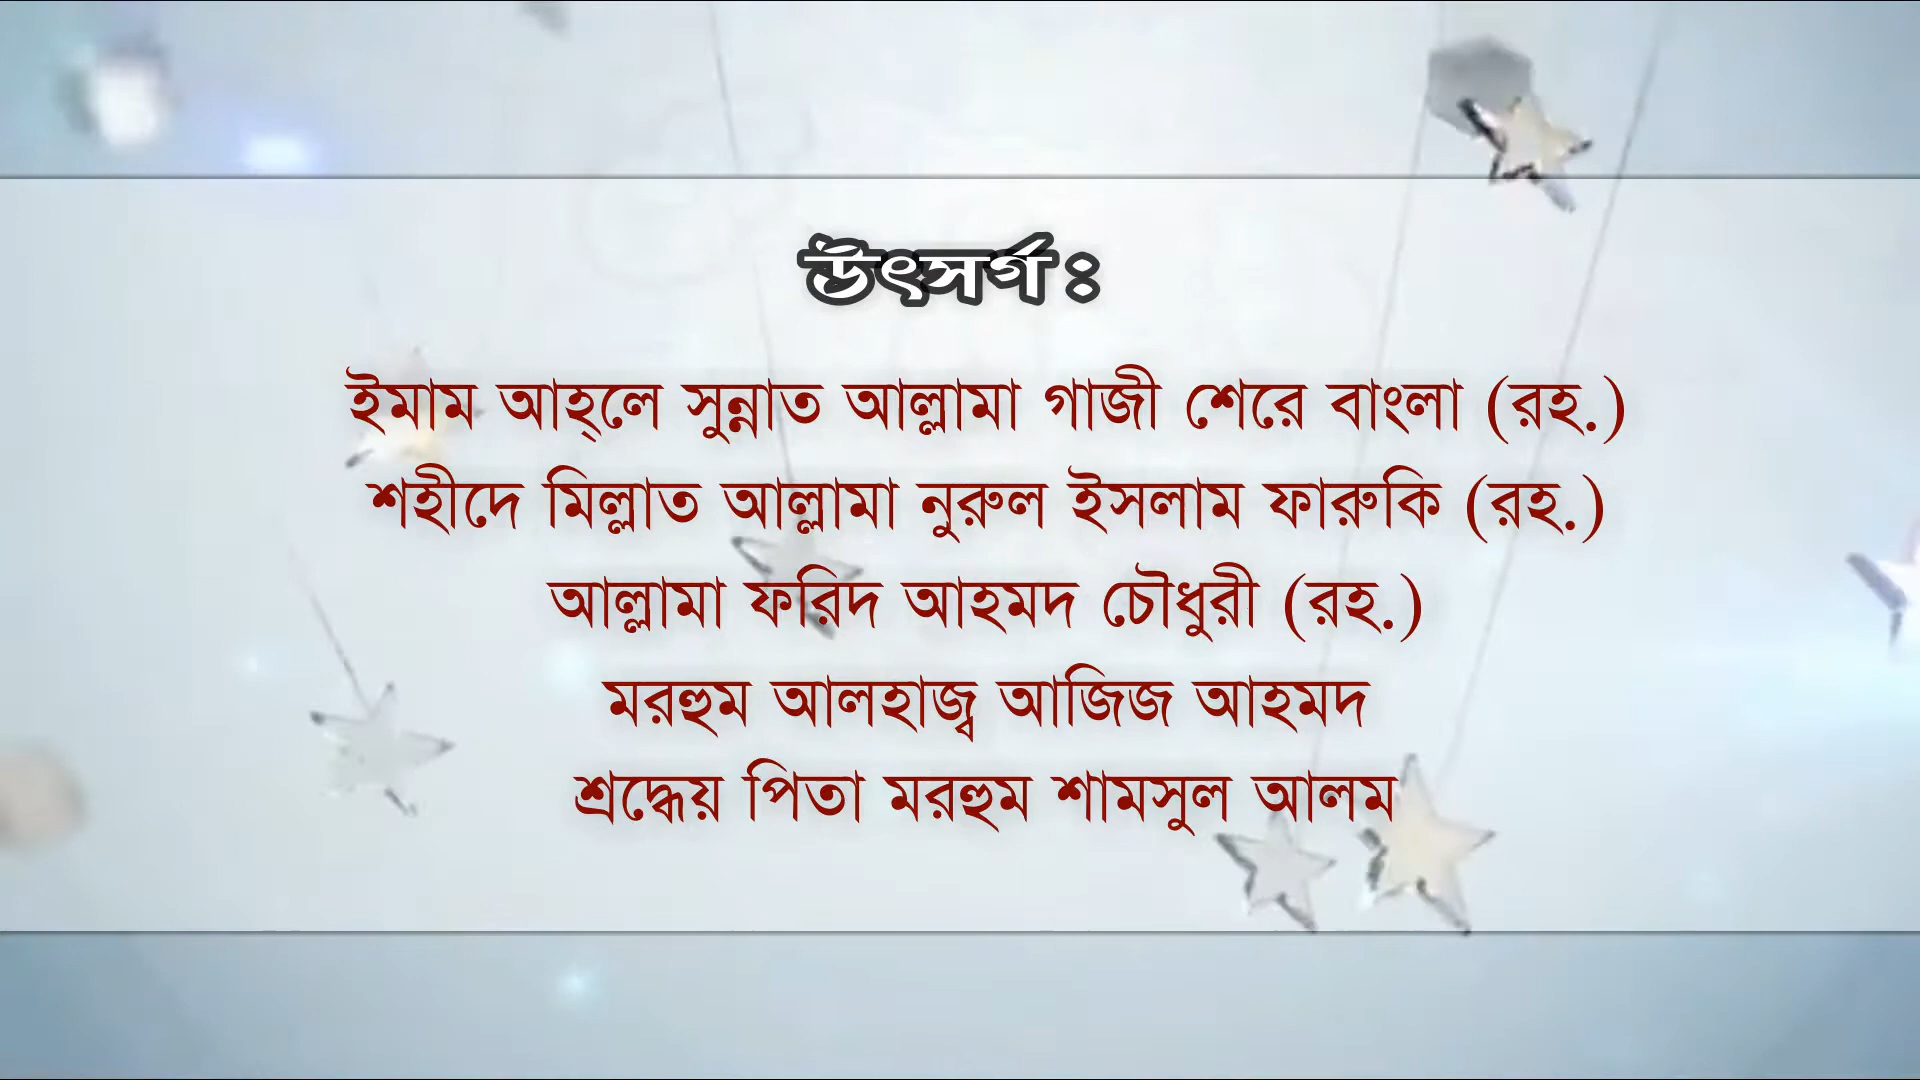 উৎসর্গ ঃ
ইমাম আহ্‌লে সুন্নাত আল্লামা গাজী শেরে বাংলা (রহ.)
শহীদে মিল্লাত আল্লামা নুরুল ইসলাম ফারুকি (রহ.)
আল্লামা ফরিদ আহমদ চৌধুরী (রহ.)
মরহুম আলহাজ্ব আজিজ আহমদ
শ্রদ্ধেয় পিতা মরহুম শামসুল আলম